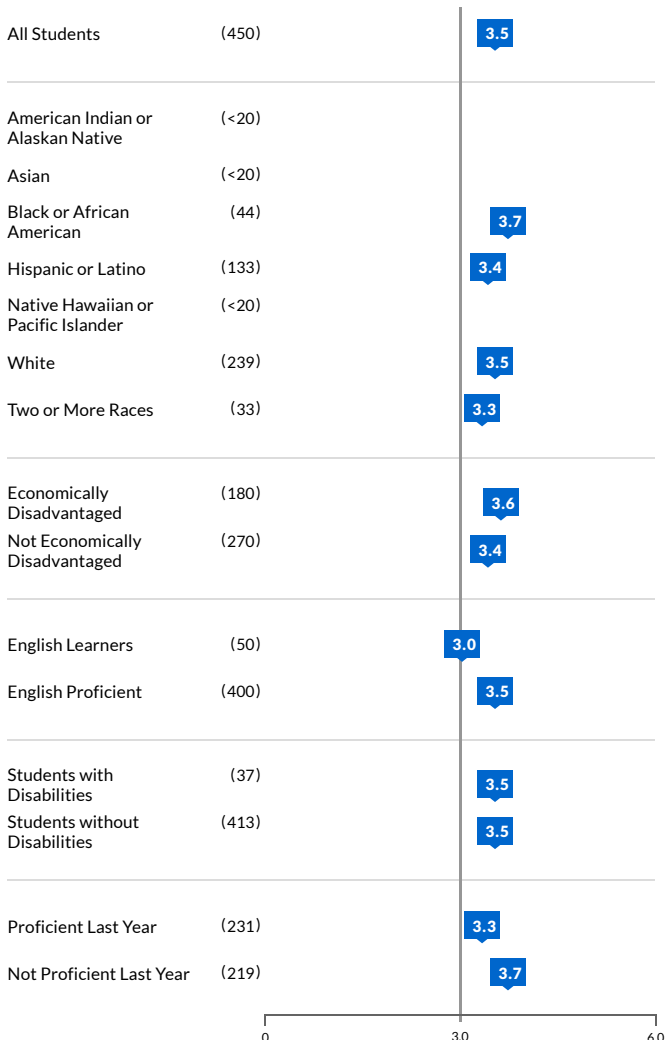 All Students (450) 3.5
American Indian or (<20)
Alaskan Native
Asian (<20)
Black or African (44) 3.7
American
Hispanic or Latino (133) 3.4
Native Hawaiian or (<20)
Pacific Islander
White (239) 3.5
Two or More Races (33) 3.3
Economically (180) 3.6
Disadvantaged
Not Economically (270) 3.4
Disadvantaged
English Learners (50) 3.0
English Proficient (400) 3.5
Students with (37) 3.5
Disabilities
Students without (413) 3.5
Disabilities
Proficient Last Year (231) 3.3
Not Proficient Last Year (219) 3.7
0 3.0 6.0